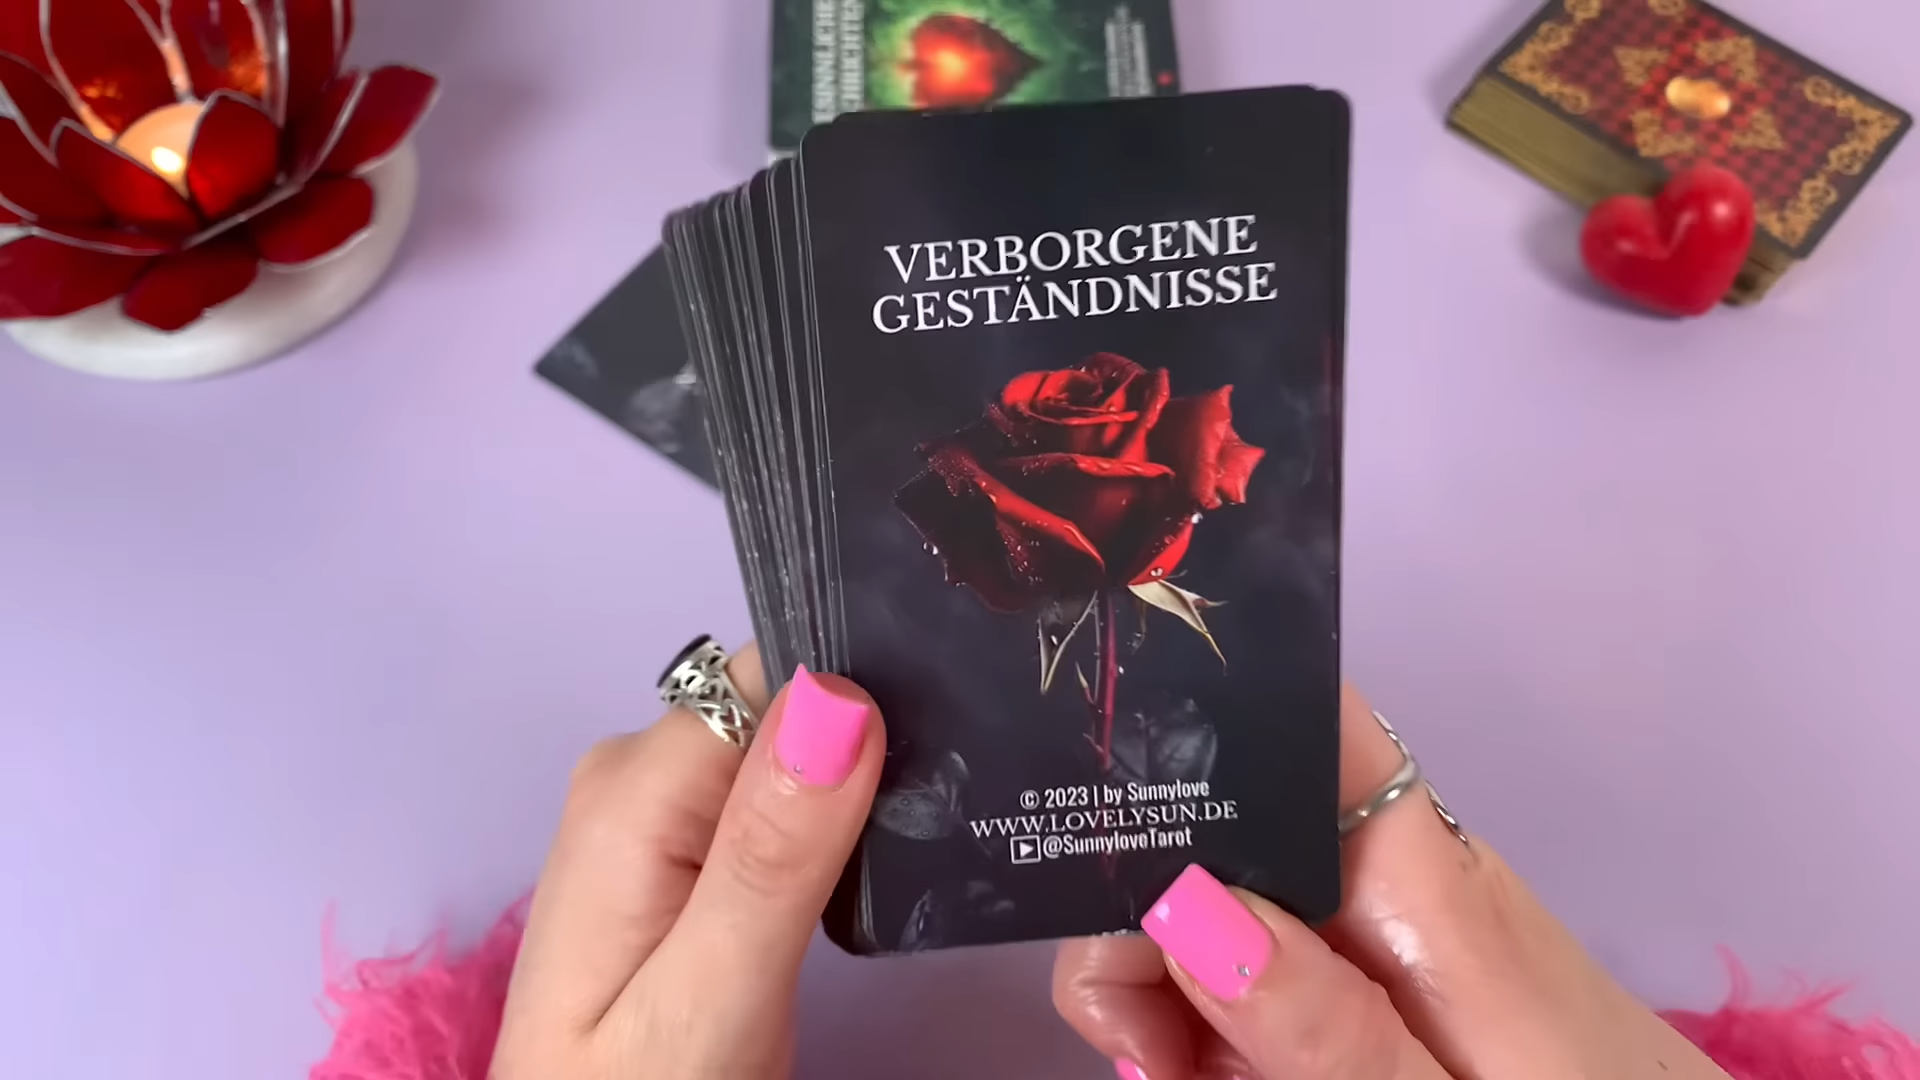 VERBORGENE
GESTÄNDNISSE
© 2023 | by Sunnylove
WWW.LOVELYSUN.DE
@SunnyloveTarot